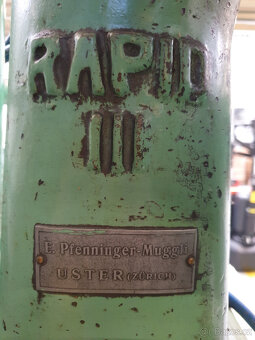 RAPID
III
E. Pfenninger-Muggli
USTER (ZÜRICH)